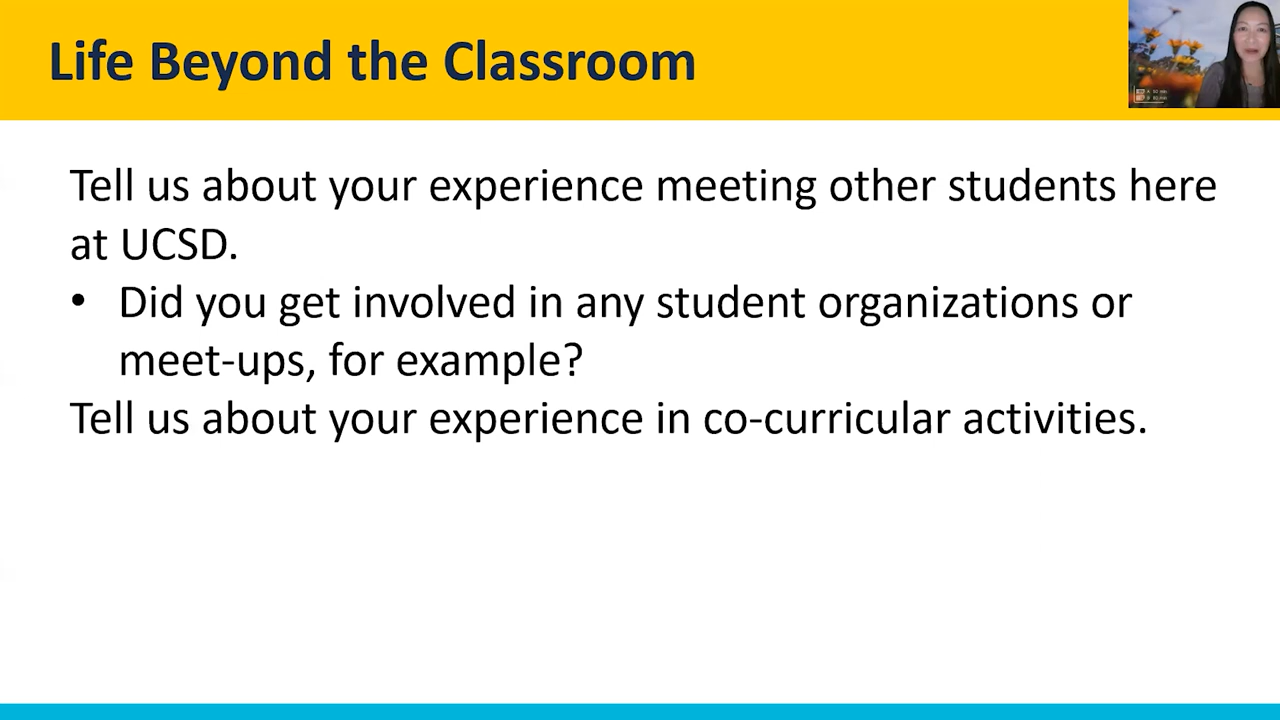 Life Beyond the Classroom
Tell us about your experience meeting other students here
at UCSD.
• Did you get involved in any student organizations or
meet-ups, for example?
Tell us about your experience in co-curricular activities.